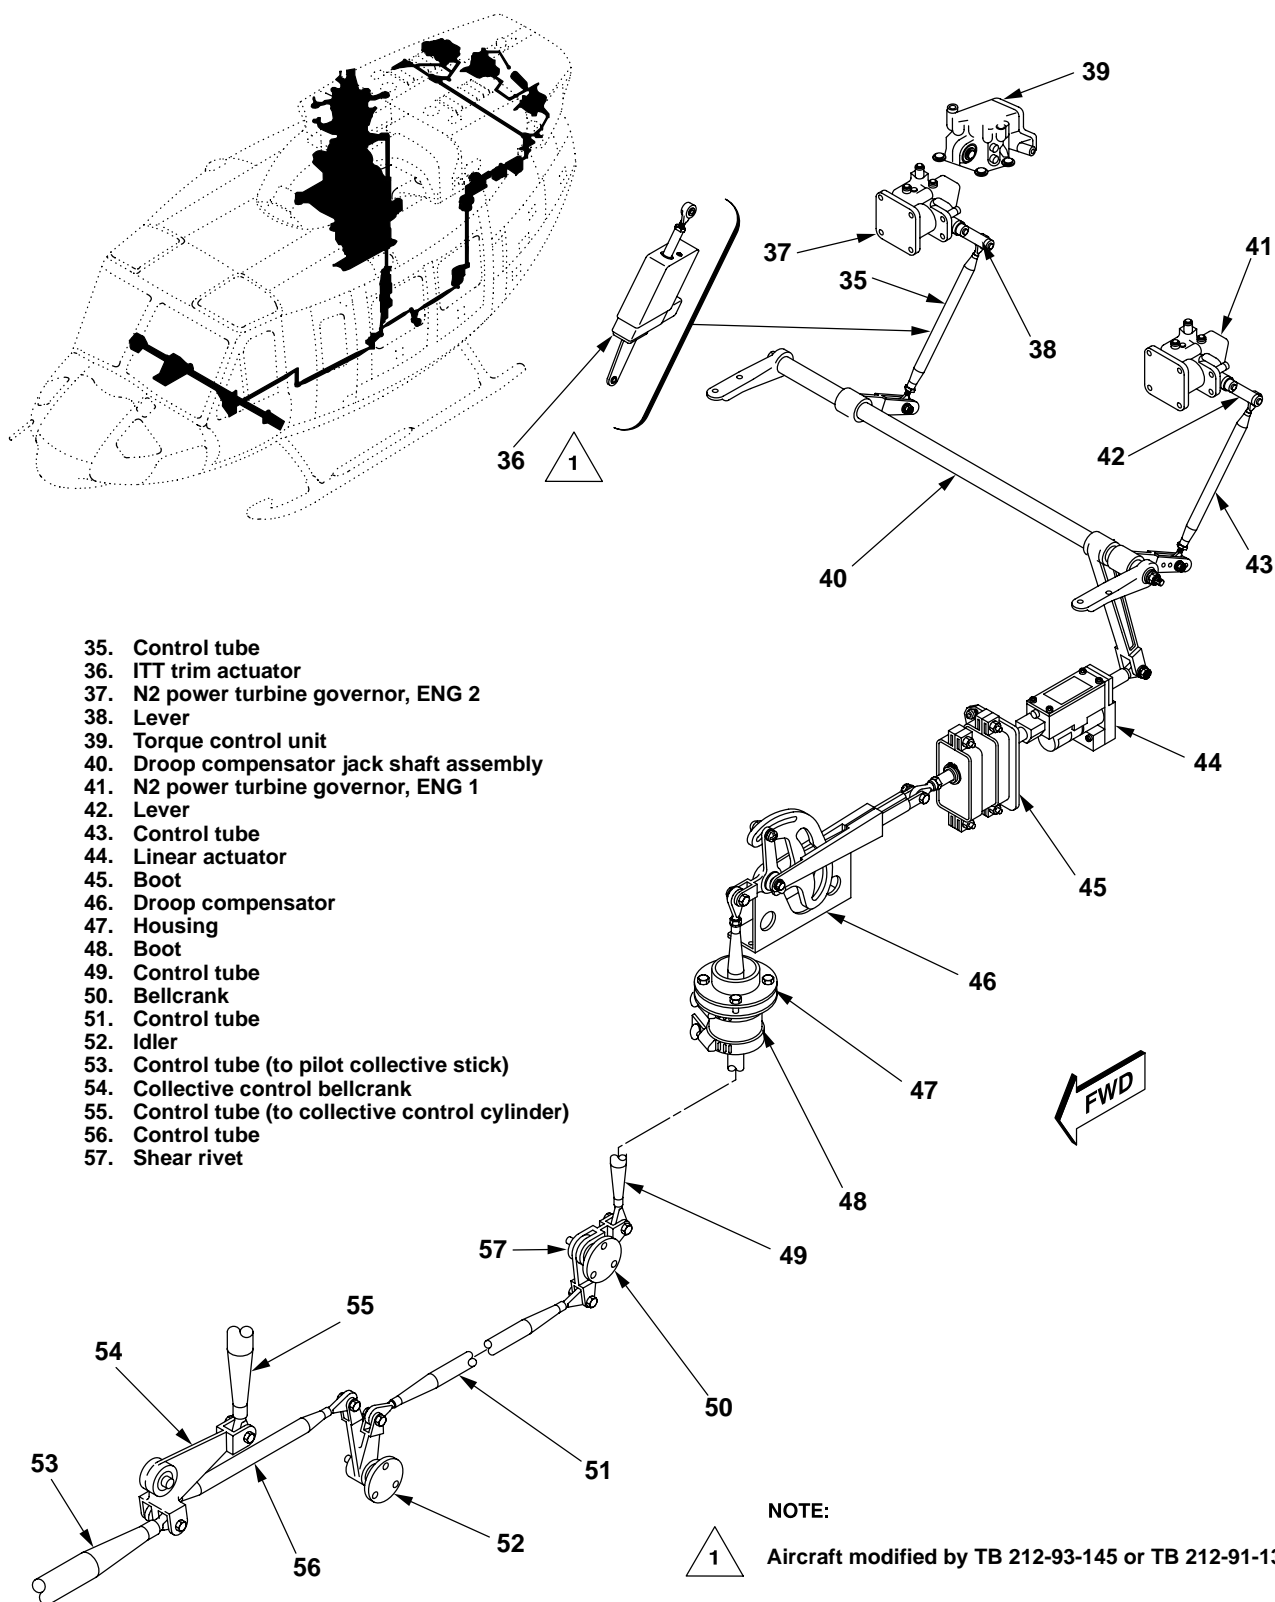 39
37
35
38
41
42
36
1
40
43
35. Control tube
36. ITT trim actuator
37. N2 power turbine governor, ENG 2
38. Lever
39. Torque control unit
40. Droop compensator jack shaft assembly
41. N2 power turbine governor, ENG 1
42. Lever
43. Control tube
44. Linear actuator
45. Boot
46. Droop compensator
47. Housing
48. Boot
49. Control tube
50. Bellcrank
51. Control tube
52. Idler
53. Control tube (to pilot collective stick)
54. Collective control bellcrank
55. Control tube (to collective control cylinder)
56. Control tube
57. Shear rivet
44
45
46
47
FWD
48
57
49
55
54
50
53
51
52
56
NOTE:
1 Aircraft modified by TB 212-93-145 or TB 212-91-13